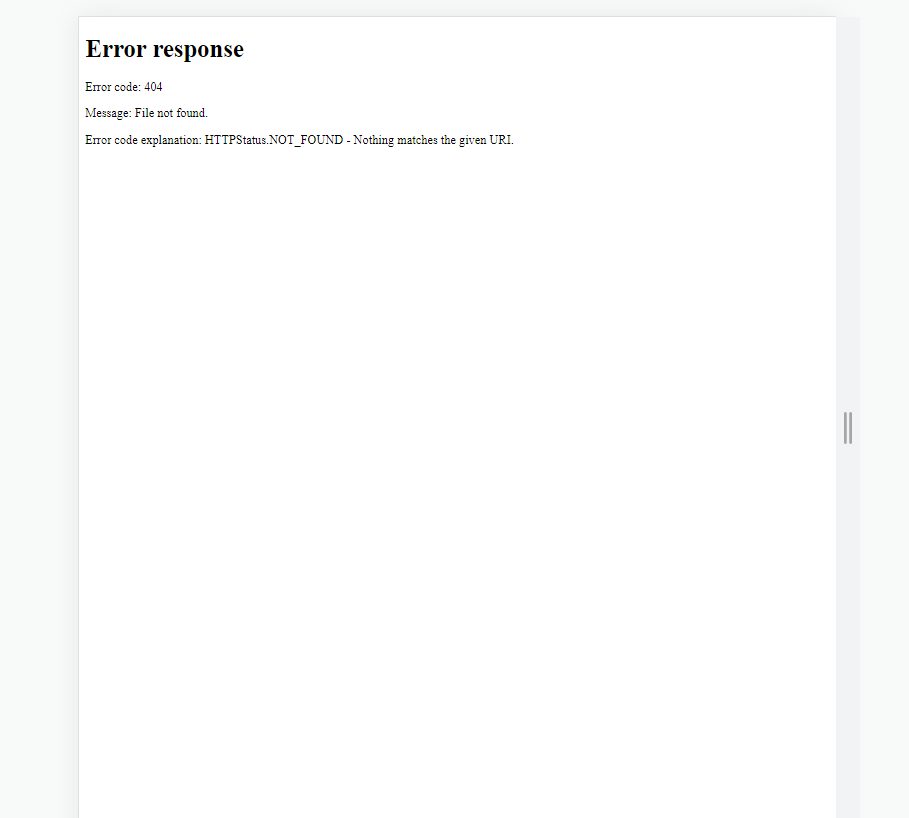 Error response
Error code: 404
Message: File not found.
Error code explanation: HTTPStatus.NOT_FOUND - Nothing matches the given URI.